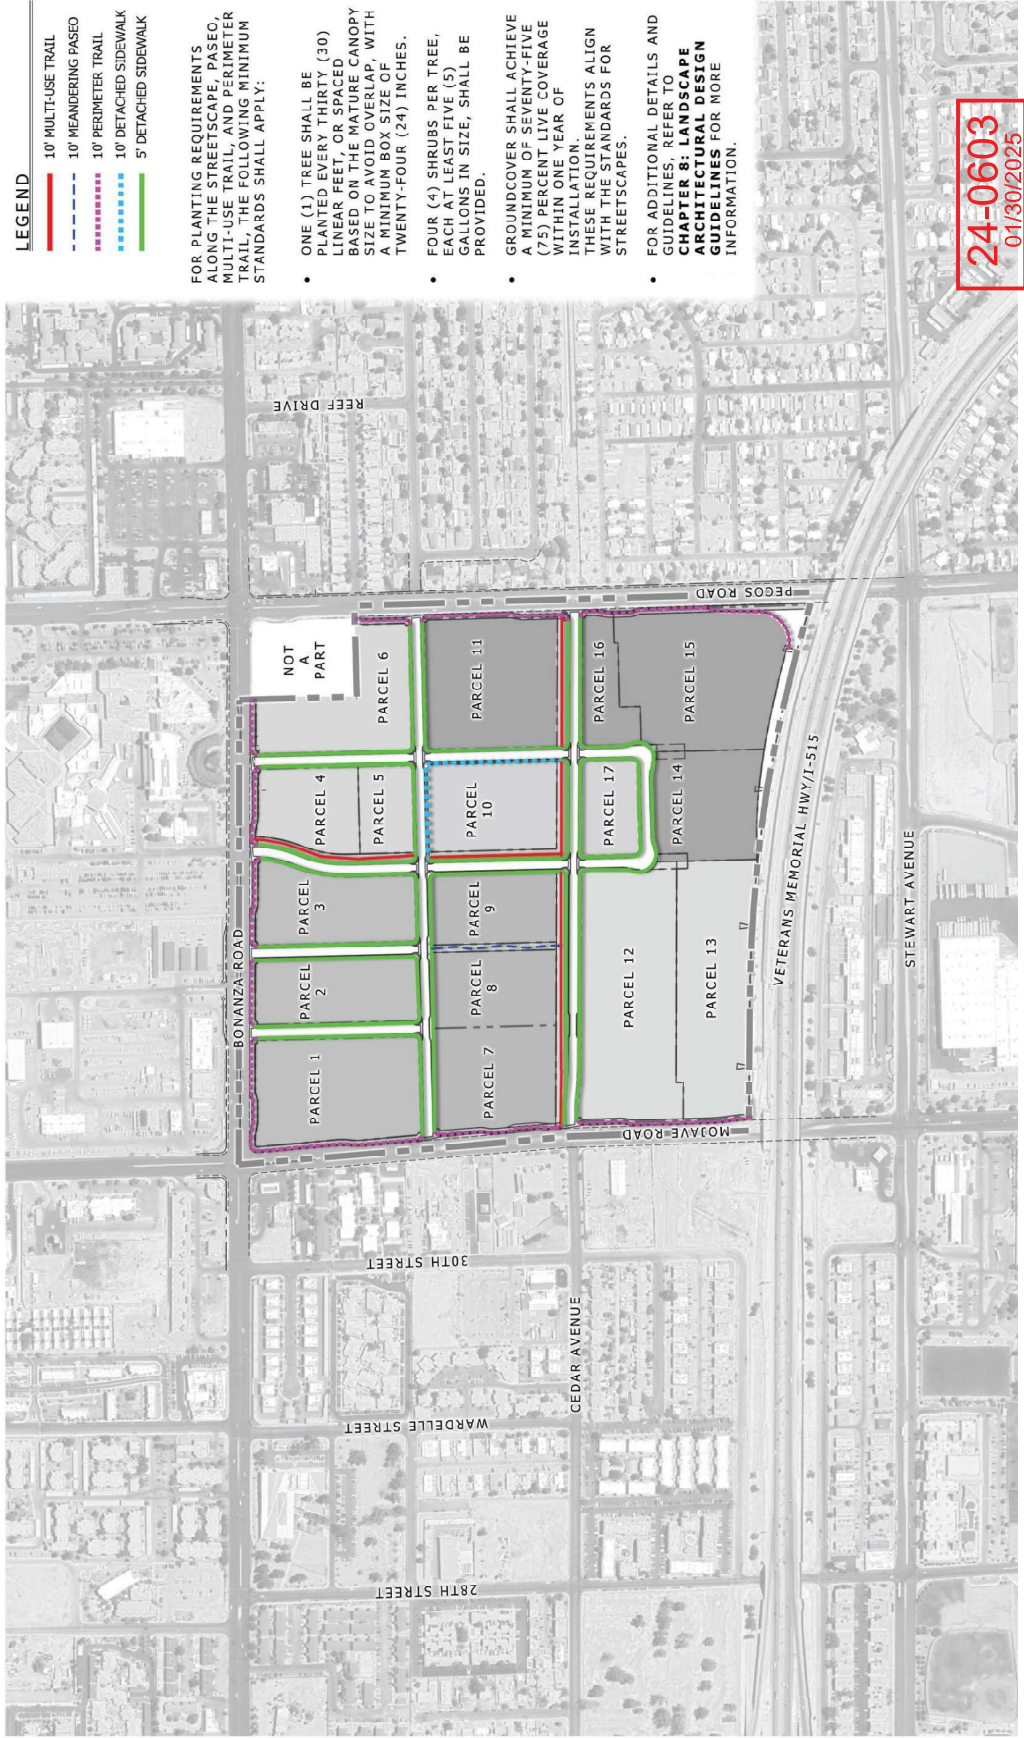 LEGEND
10' MULTI-USE TRAIL
10' MEANDERING PASEO
10' PERIMETER TRAIL
10' DETACHED SIDEWALK
5' DETACHED SIDEWALK
FOR PLANTING REQUIREMENTS
ALONG THE STREETSCAPE, PASEO,
MULTI-USE TRAIL, AND PERIMETER
TRAIL, THE FOLLOWING MINIMUM
STANDARDS SHALL APPLY:
• ONE (1) TREE SHALL BE
PLANTED EVERY THIRTY (30)
LINEAR FEET, OR SPACED
BASED ON THE MATURE CANOPY
SIZE TO AVOID OVERLAP, WITH
A MINIMUM BOX SIZE OF
TWENTY-FOUR (24) INCHES.
• FOUR (4) SHRUBS PER TREE,
EACH AT LEAST FIVE (5)
GALLONS IN SIZE, SHALL BE
PROVIDED.
• GROUNDCOVER SHALL ACHIEVE
A MINIMUM OF SEVENTY-FIVE
(75) PERCENT LIVE COVERAGE
WITHIN ONE YEAR OF
INSTALLATION.
THESE REQUIREMENTS ALIGN
WITH THE STANDARDS FOR
STREETSCAPES.
• FOR ADDITIONAL DETAILS AND
GUIDELINES, REFER TO
CHAPTER 8: LANDSCAPE
ARCHITECTURAL DESIGN
GUIDELINES FOR MORE
INFORMATION.
24-0603
01/30/2025
BONANZA ROAD
REEF DRIVE
PECOS ROAD
NOT
A
PART
PARCEL 1
PARCEL
2
PARCEL
3
PARCEL 4
PARCEL 5
PARCEL 6
PARCEL 7
PARCEL
8
PARCEL
9
PARCEL
10
PARCEL 11
PARCEL 12
PARCEL 13
PARCEL 14
PARCEL 15
PARCEL 16
PARCEL 17
MOJAVE ROAD
VETERANS MEMORIAL HWY/I-515
STEWART AVENUE
30TH STREET
CEDAR AVENUE
WARDELLE STREET
28TH STREET